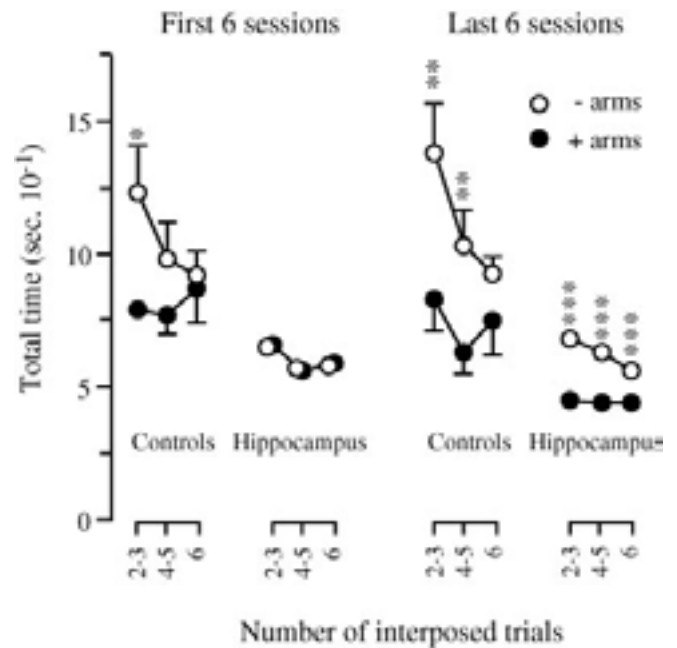 First 6 sessions
Last 6 sessions
- arms
+ arms
Total time (sec. 10-1)
15
10
5
0
*
**
**
***
***
***
Controls
Hippocampus
Controls
Hippocampus
2-3
4-5
6
2-3
4-5
6
2-3
4-5
6
2-3
4-5
6
Number of interposed trials